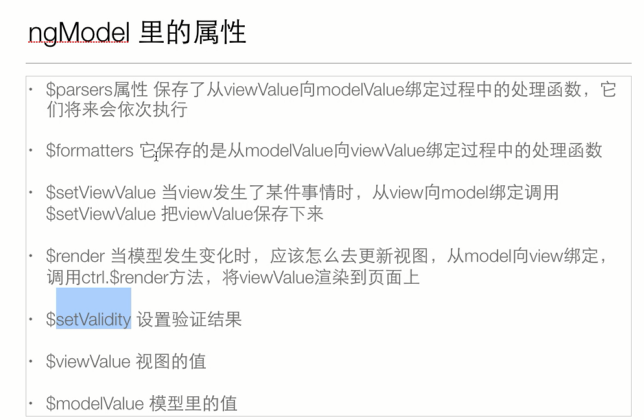 ngModel 里的属性
• $parsers属性 保存了从viewValue向modelValue绑定过程中的处理函数，它
们将来会依次执行
• $formatters 它保存的是从modelValue向viewValue绑定过程中的处理函数
• $setViewValue 当view发生了某件事情时，从view向model绑定调用
$setViewValue 把viewValue保存下来
• $render 当模型发生变化时，应该怎么去更新视图，从model向view绑定，
调用ctrl.$render方法，将viewValue渲染到页面上
• $setValidity 设置验证结果
• $viewValue 视图的值
• $modelValue 模型里的值